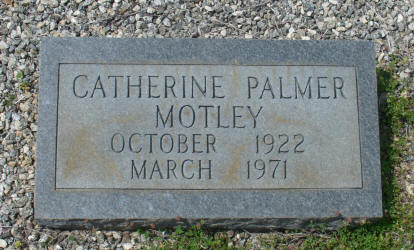 CATHERINE PALMER
MOTLEY
OCTOBER 1922
MARCH 1971